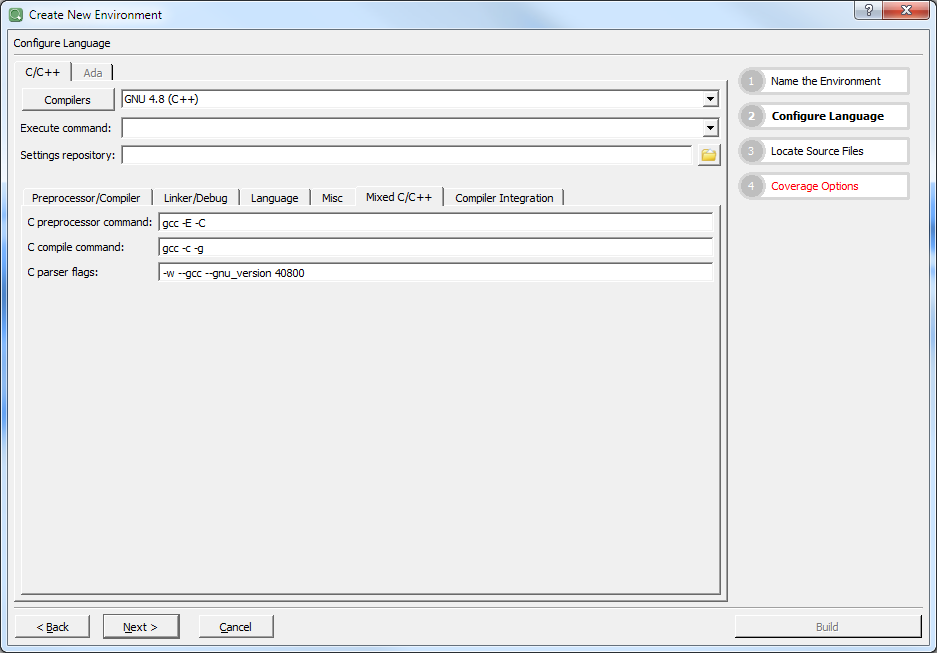 Create New Environment
?
Configure Language
C/C++ Ada
Compilers GNU 4.8 (C++)
Execute command:
Settings repository:
Preprocessor/Compiler Linker/Debug Language Misc Mixed C/C++ Compiler Integration
C preprocessor command: gcc -E -C
C compile command: gcc -c -g
C parser flags: -w --gcc --gnu_version 40800
1 Name the Environment
2 Configure Language
3 Locate Source Files
4 Coverage Options
< Back Next > Cancel Build